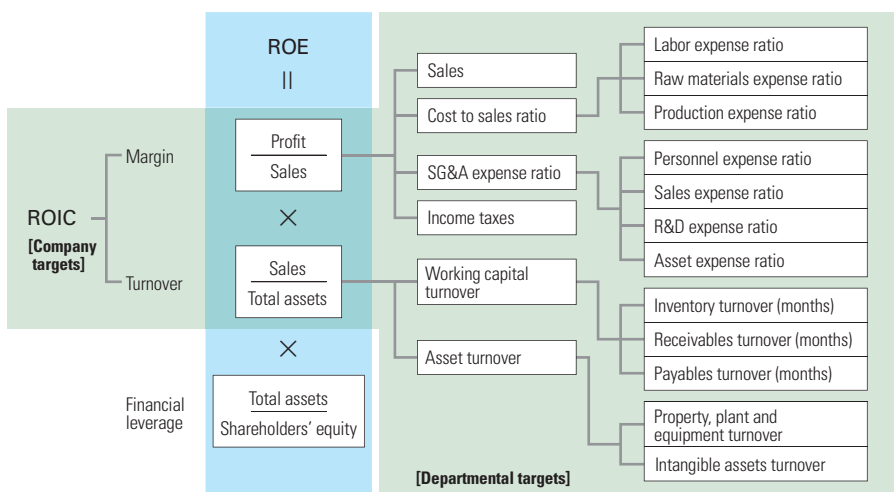 ROE
||
ROIC
[Company
targets]
Margin
Turnover
Financial
leverage
Profit
Sales
×
Sales
Total assets
×
Total assets
Shareholders’ equity
Sales
Cost to sales ratio
SG&A expense ratio
Income taxes
Working capital
turnover
Asset turnover
Labor expense ratio
Raw materials expense ratio
Production expense ratio
Personnel expense ratio
Sales expense ratio
R&D expense ratio
Asset expense ratio
Inventory turnover (months)
Receivables turnover (months)
Payables turnover (months)
Property, plant and
equipment turnover
Intangible assets turnover
[Departmental targets]